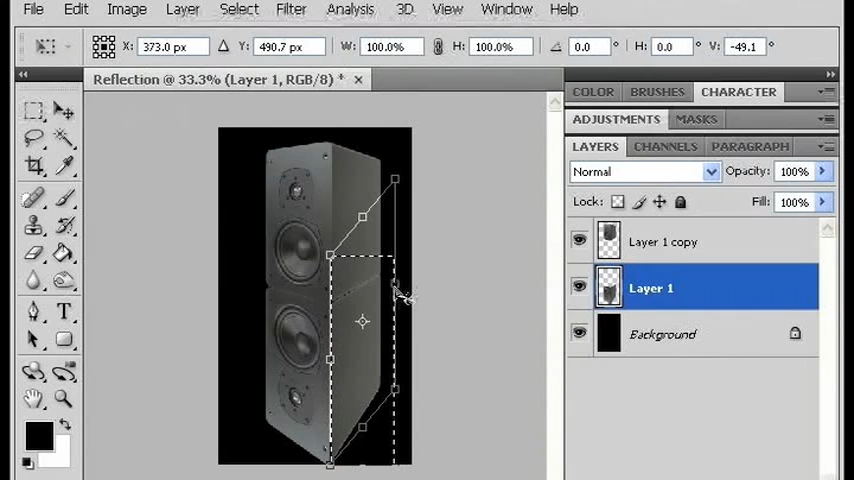 File Edit Image Layer Select Filter Analysis 3D View Window Help
X: 373.0 px Y: 490.7 px W: 100.0% H: 100.0% 0.0 ° H: 0.0 ° V: -49.1 °
Reflection @ 33.3% (Layer 1, RGB/8) * ×
COLOR BRUSHES CHARACTER
ADJUSTMENTS MASKS
LAYERS CHANNELS PARAGRAPH
Normal Opacity: 100%
Lock: Fill: 100%
Layer 1 copy
Layer 1
Background
T